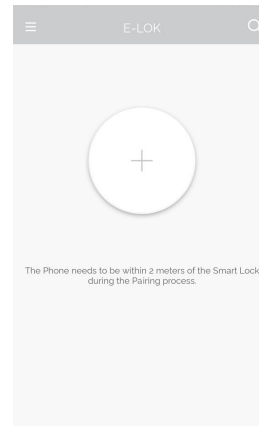 E-LOK
The Phone needs to be within 2 meters of the Smart Lock
during the Pairing process.